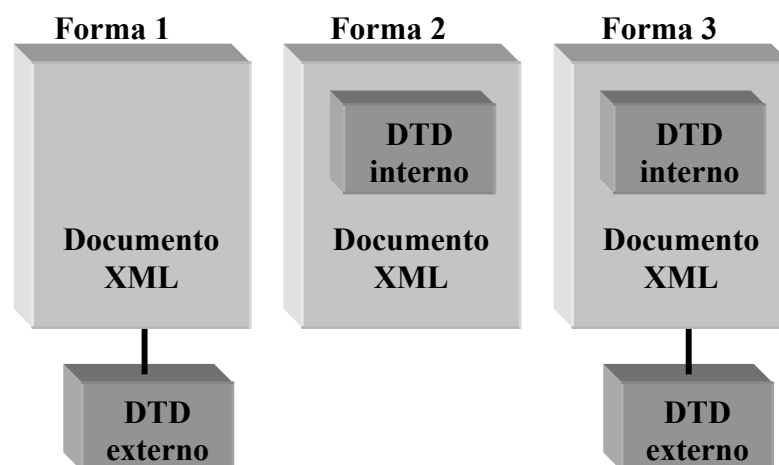 Forma 1
Documento
XML
DTD
externo
Forma 2
DTD
interno
Documento
XML
Forma 3
DTD
interno
Documento
XML
DTD
externo